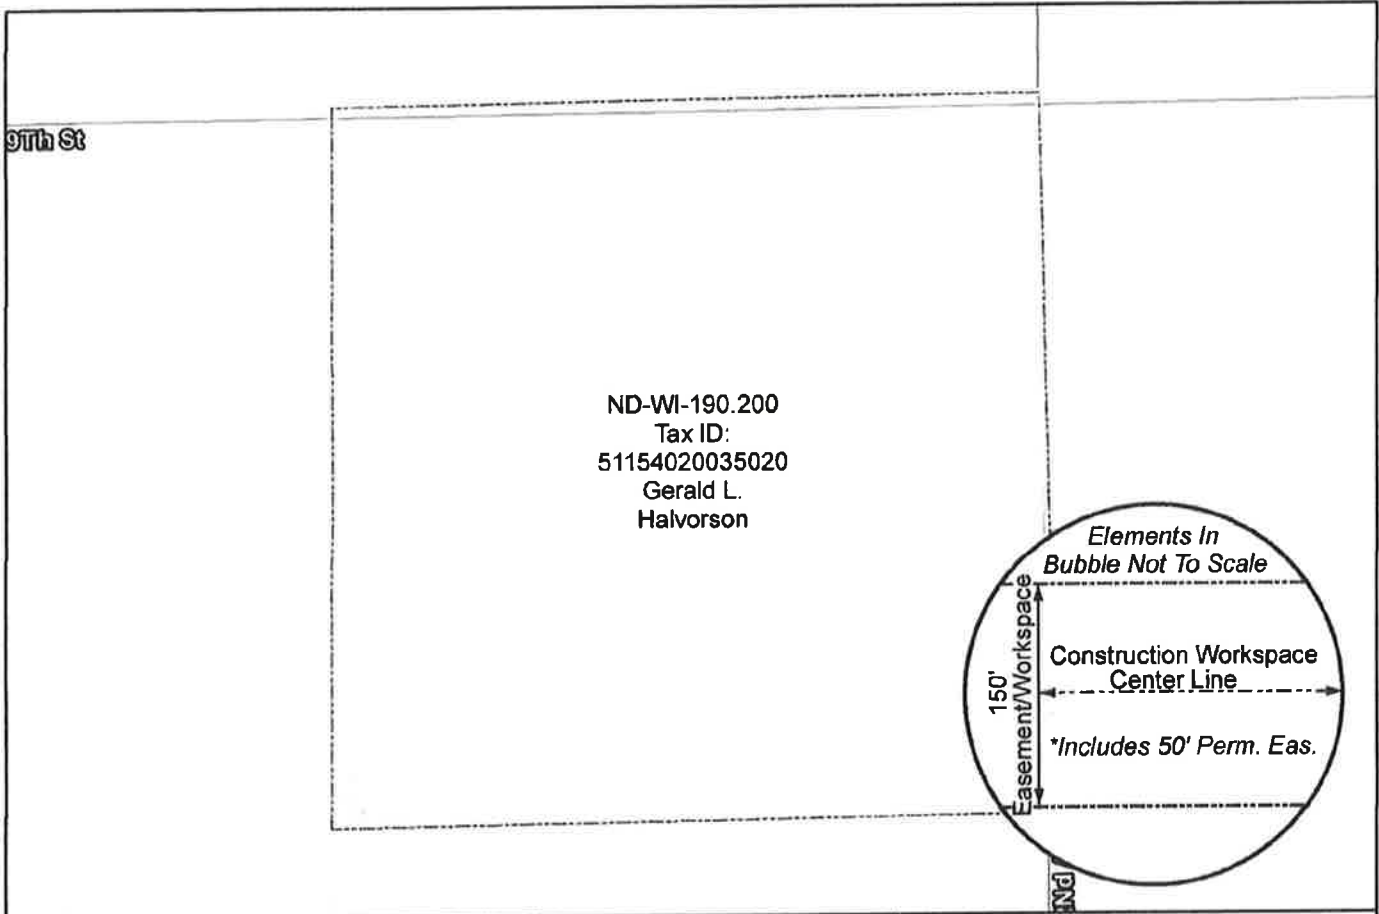 9Th St
ND-WI-190.200
Tax ID:
51154020035020
Gerald L.
Halvorson
Elements In
Bubble Not To Scale
150'
Easement/Workspace
Construction Workspace
Center Line
*Includes 50' Perm. Eas.